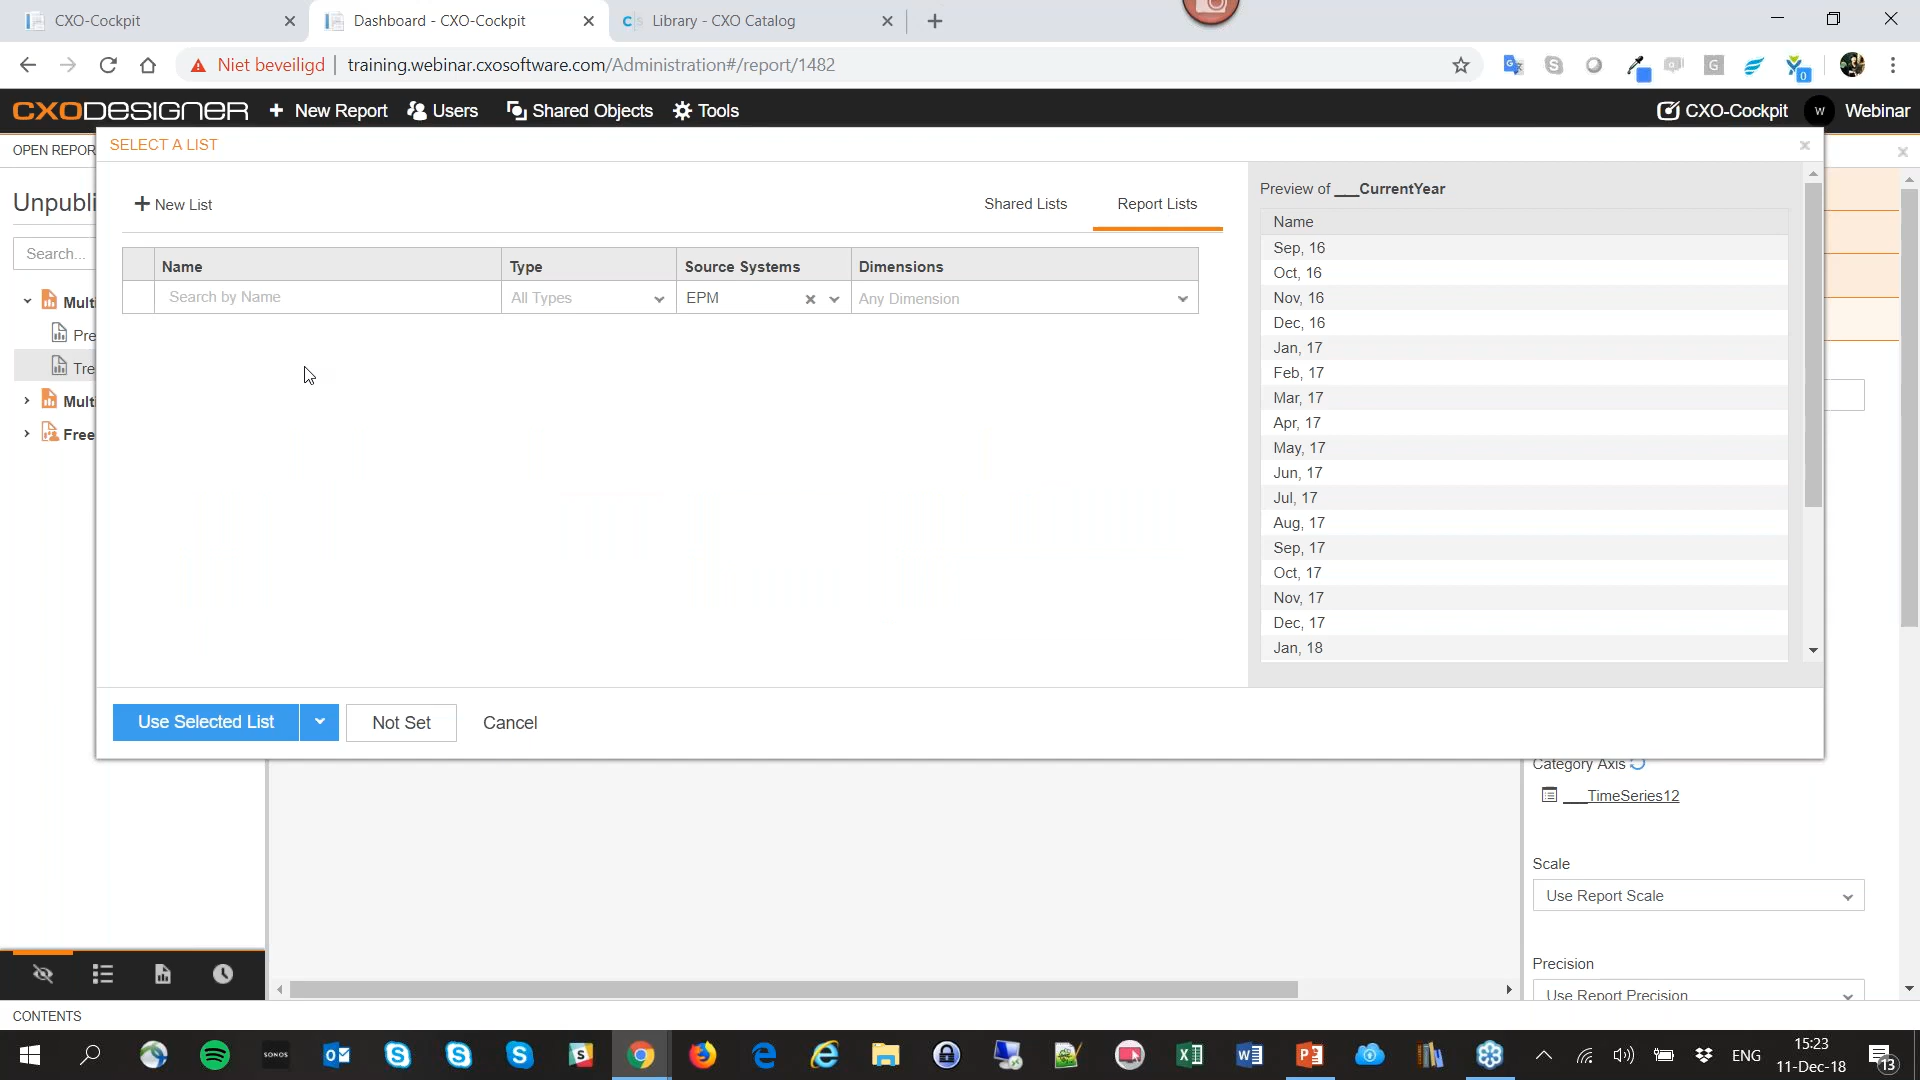 CXO-Cockpit
Dashboard - CXO-Cockpit
Library - CXO Catalog
Niet beveiligd
training.webinar.cxosoftware.com/Administration#/report/1482
CXODESIGNER
New Report
Users
Shared Objects
Tools
CXO-Cockpit
W
Webinar
OPEN REPOR
SELECT A LIST
Unpubli
Search...
Multi
Pre
Tre
Multi
Free
New List
Shared Lists
Report Lists
Name
Type
Source Systems
Dimensions
Search by Name
All Types
EPM
Any Dimension
Preview of ___CurrentYear
Name
Sep, 16
Oct, 16
Nov, 16
Dec, 16
Jan, 17
Feb, 17
Mar, 17
Apr, 17
May, 17
Jun, 17
Jul, 17
Aug, 17
Sep, 17
Oct, 17
Nov, 17
Dec, 17
Jan, 18
Use Selected List
Not Set
Cancel
Category Axis
___TimeSeries12
Scale
Use Report Scale
Precision
Use Report Precision
CONTENTS
SONOS
ENG
15:23
11-Dec-18
13